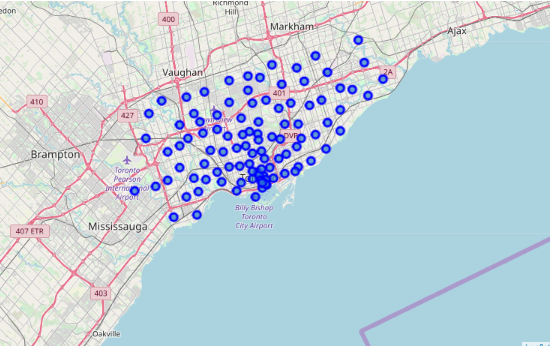 Richmond
Hill
Markham
400
Ajax
Vaughan
2A
401
410
427
DVP
Brampton
Toronto
Pearson
International
Airport
To
Billy Bishop
Toronto
City Airport
Mississauga
407 ETR
403
Oakville